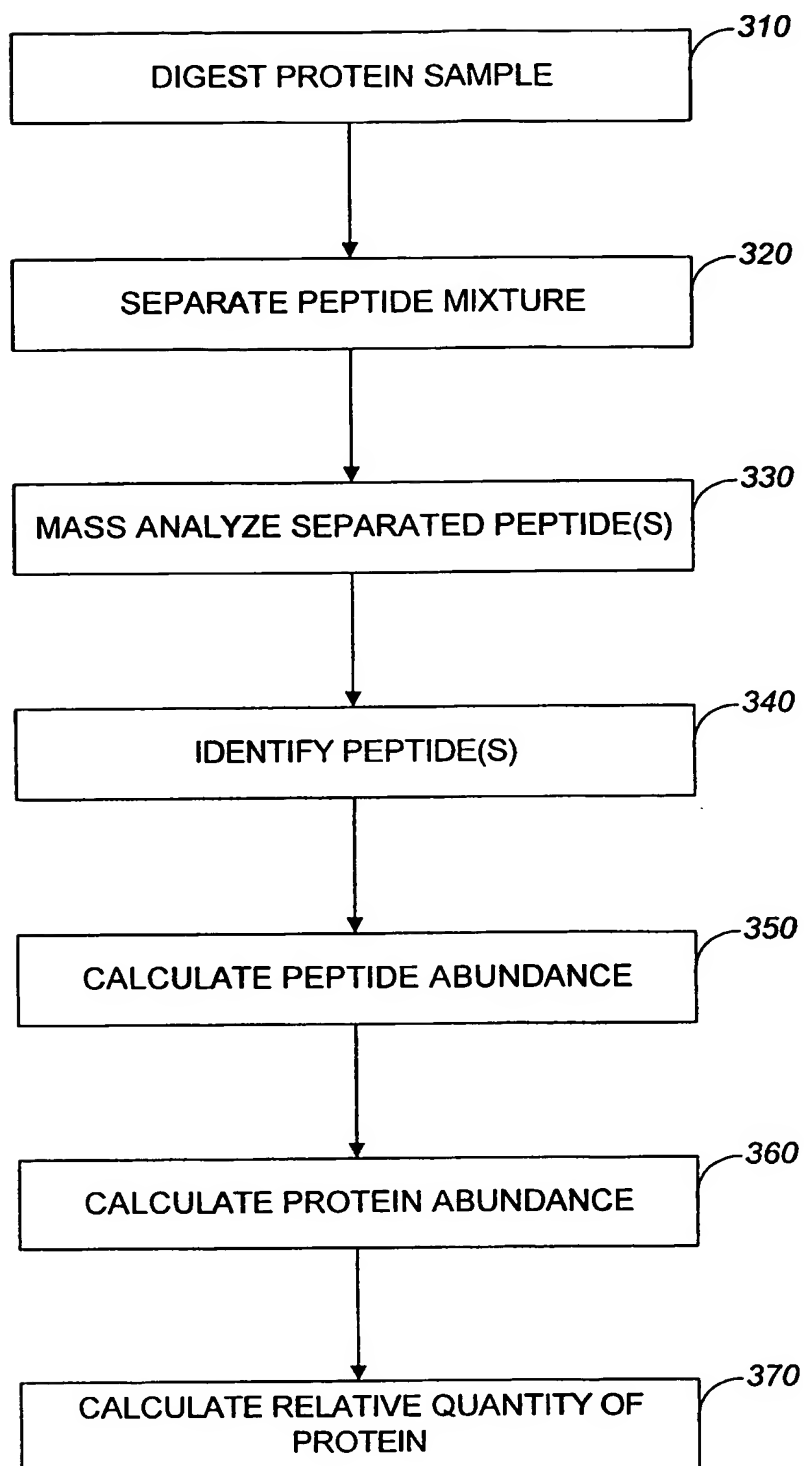 310
DIGEST PROTEIN SAMPLE
320
SEPARATE PEPTIDE MIXTURE
330
MASS ANALYZE SEPARATED PEPTIDE(S)
340
IDENTIFY PEPTIDE(S)
350
CALCULATE PEPTIDE ABUNDANCE
360
CALCULATE PROTEIN ABUNDANCE
370
CALCULATE RELATIVE QUANTITY OF
PROTEIN